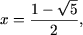 x = \frac{1 - \sqrt{5}}{2},